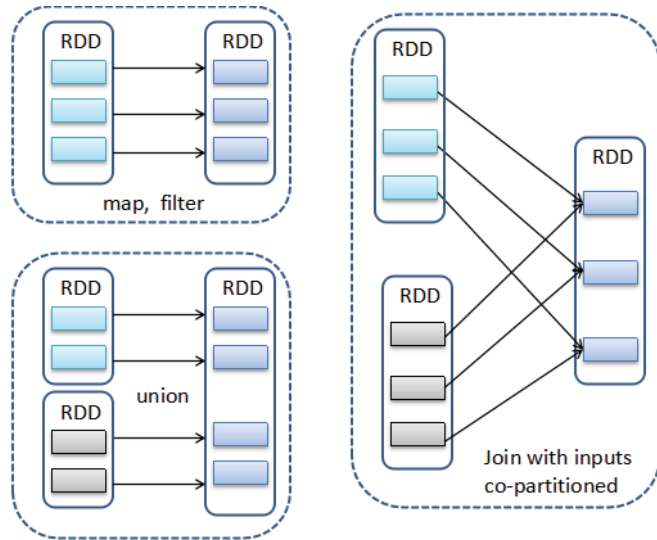 RDD
RDD
map, filter
RDD
RDD
RDD
union
RDD
RDD
RDD
Join with inputs
co-partitioned